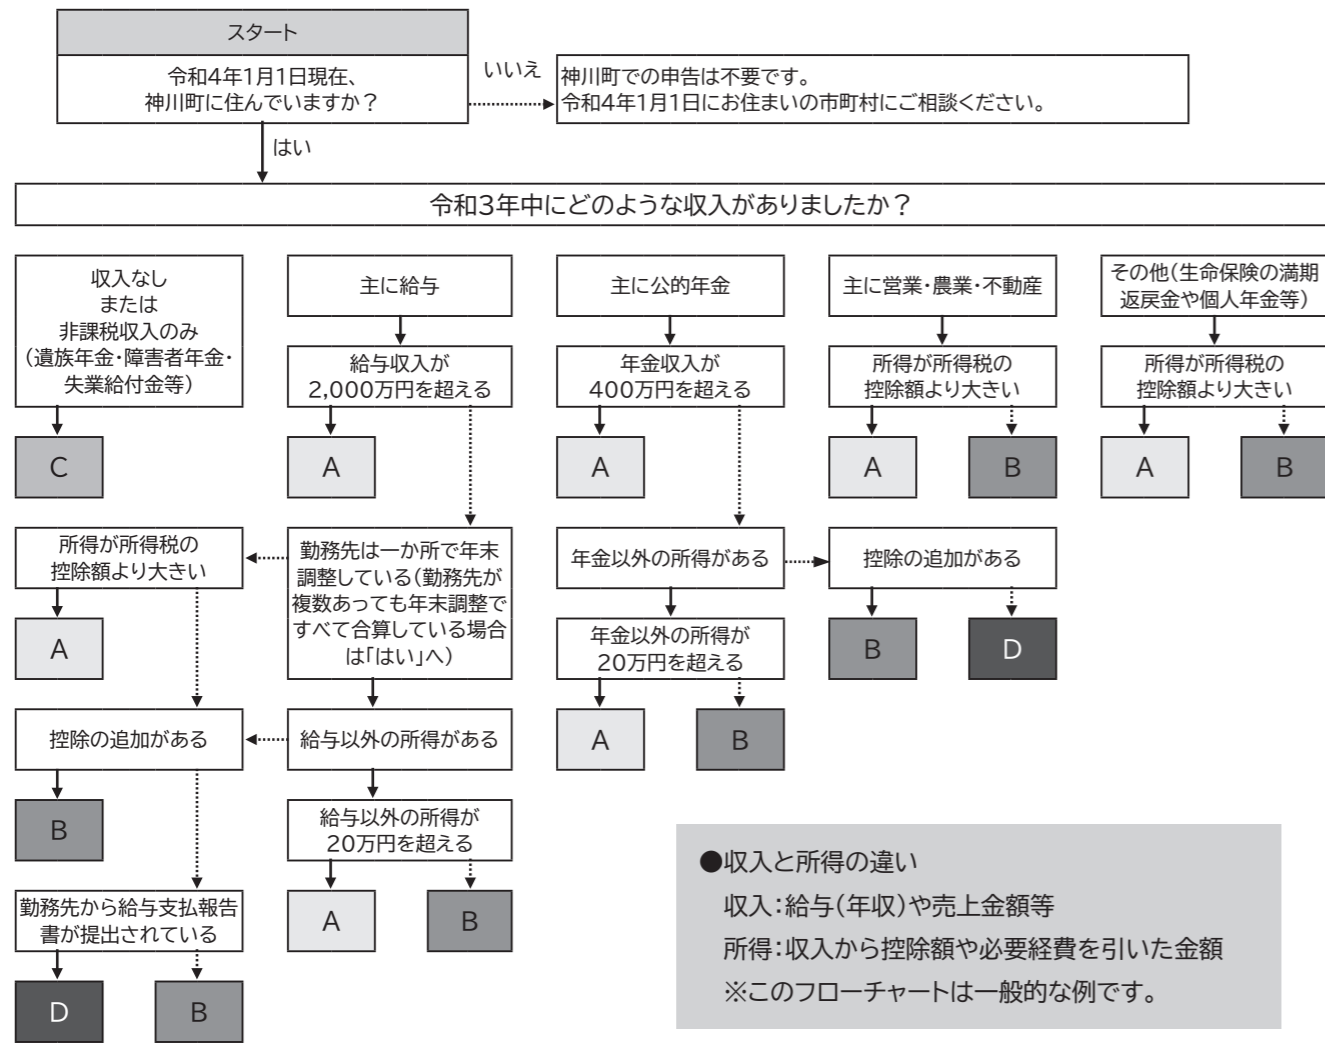 スタート
令和4年1月1日現在、
神川町に住んでいますか？
いいえ
神川町での申告は不要です。
令和4年1月1日にお住まいの市町村にご相談ください。
はい
令和3年中にどのような収入がありましたか？
収入なし
または
非課税収入のみ
（遺族年金・障害者年金・
失業給付金等）
C
主に給与
給与収入が
2,000万円を超える
A
主に公的年金
年金収入が
400万円を超える
A
主に営業・農業・不動産
所得が所得税の
控除額より大きい
A
B
その他（生命保険の満期
返戻金や個人年金等）
所得が所得税の
控除額より大きい
A
B
所得が所得税の
控除額より大きい
A
勤務先は一か所で年末
調整している（勤務先が
複数あっても年末調整で
すべて合算している場合
は「はい」へ）
年金以外の所得がある
控除の追加がある
B
D
年金以外の所得が
20万円を超える
A
B
控除の追加がある
B
給与以外の所得がある
給与以外の所得が
20万円を超える
A
B
勤務先から給与支払報告
書が提出されている
D
B
●収入と所得の違い
収入：給与（年収）や売上金額等
所得：収入から控除額や必要経費を引いた金額
※このフローチャートは一般的な例です。